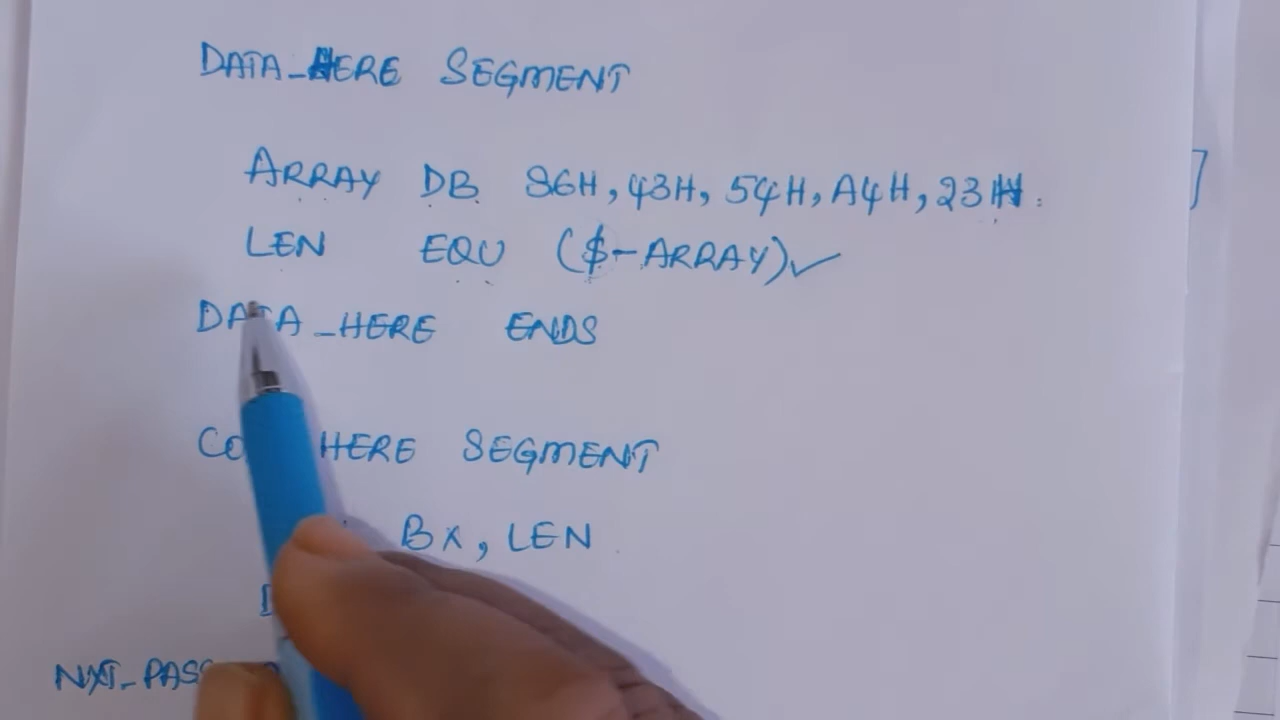 DATA_HERE SEGMENT
ARRAY DB 86H, 43H, 54H, A4H, 23H
LEN EQU ($-ARRAY)✓
DATA_HERE ENDS
HERE SEGMENT
BX, LEN